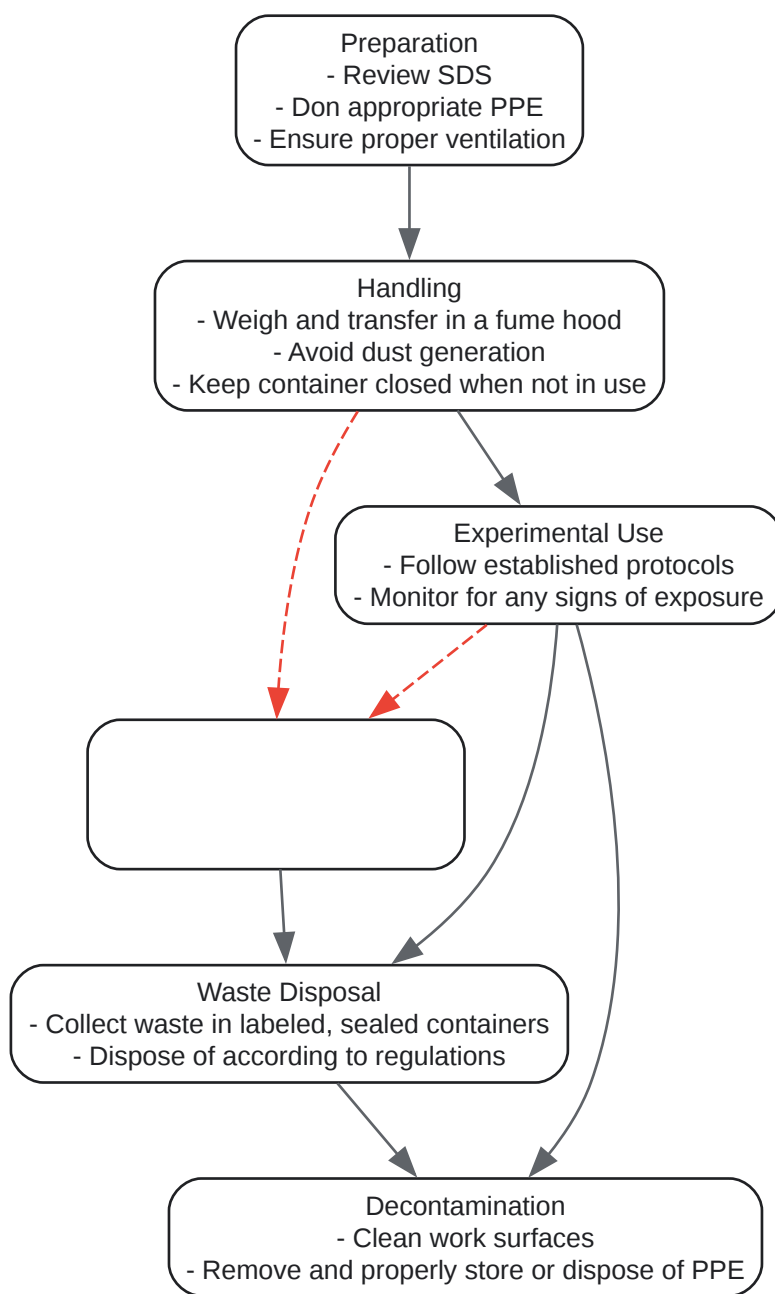 Preparation
- Review SDS
- Don appropriate PPE
- Ensure proper ventilation
Handling
- Weigh and transfer in a fume hood
- Avoid dust generation
- Keep container closed when not in use
Experimental Use
- Follow established protocols
- Monitor for any signs of exposure
Waste Disposal
- Collect waste in labeled, sealed containers
- Dispose of according to regulations
Decontamination
- Clean work surfaces
- Remove and properly store or dispose of PPE